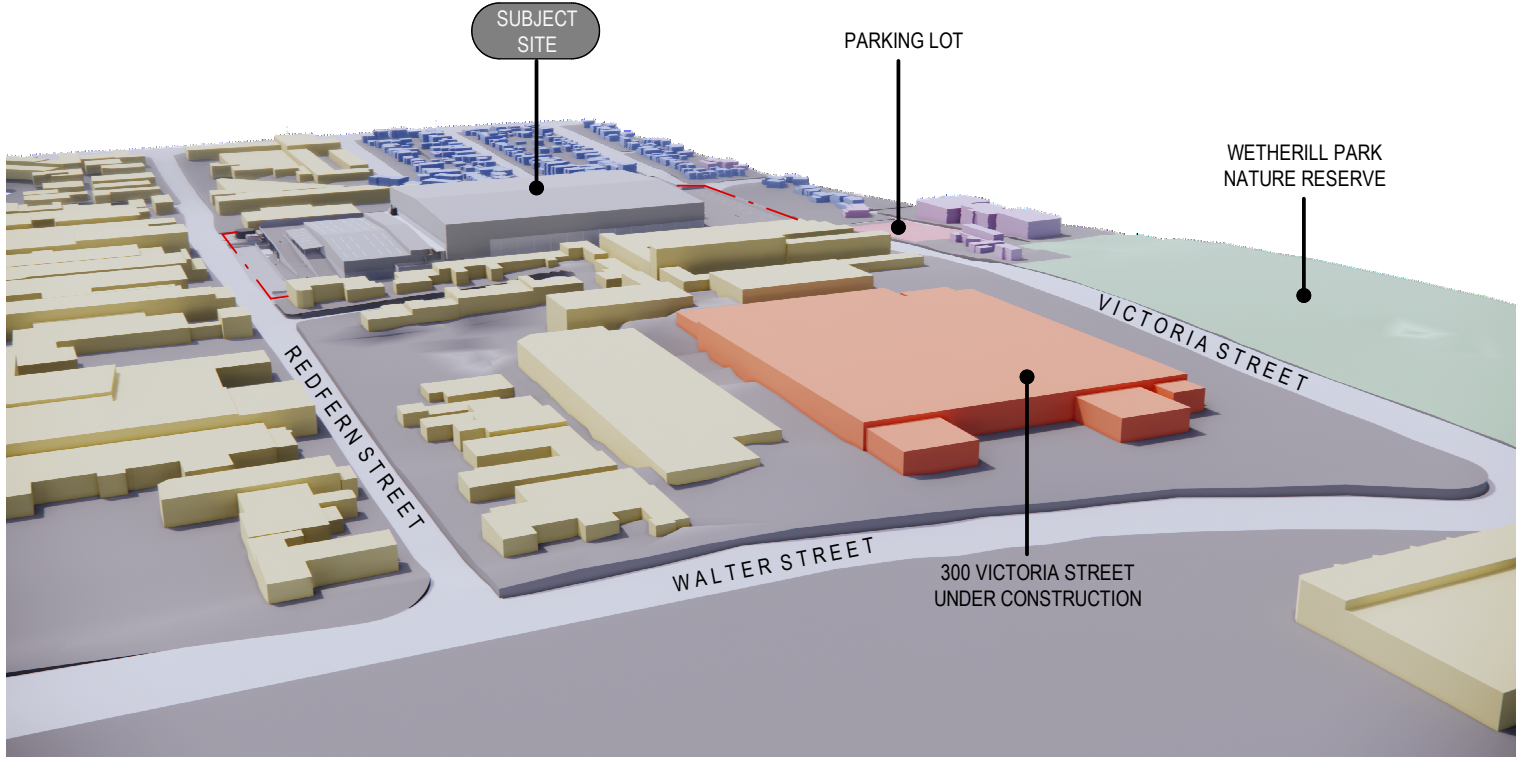 SUBJECT
SITE
PARKING LOT
WETHERILL PARK
NATURE RESERVE
VICTORIA STREET
REDFERN STREET
WALTER STREET
300 VICTORIA STREET
UNDER CONSTRUCTION